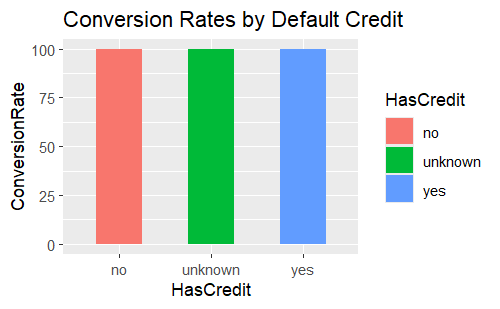 Conversion Rates by Default Credit
ConversionRate
100
75
50
25
0
no unknown yes
HasCredit
HasCredit
no
unknown
yes